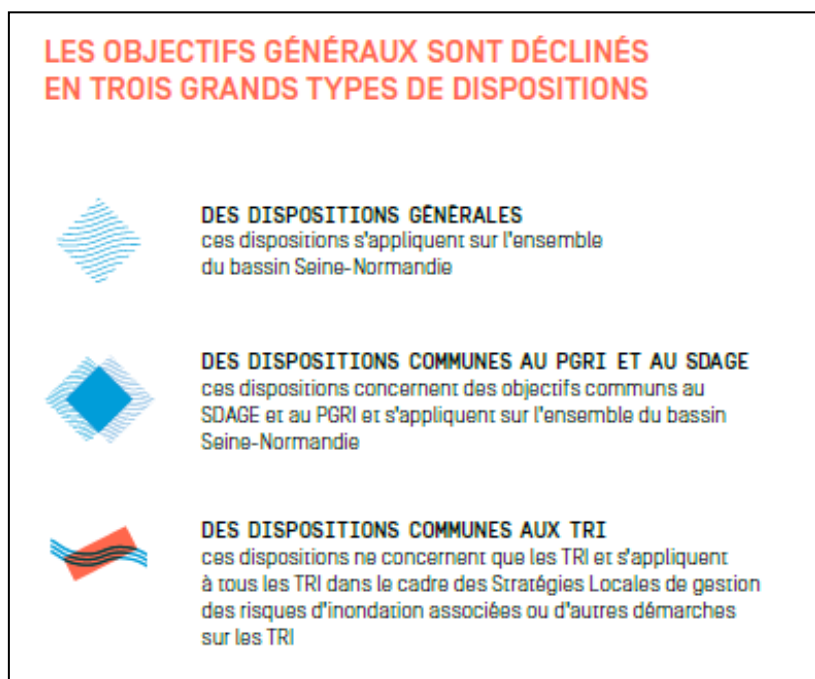 LES OBJECTIFS GÉNÉRAUX SONT DÉCLINÉS
EN TROIS GRANDS TYPES DE DISPOSITIONS
DES DISPOSITIONS GÉNÉRALES
ces dispositions s'appliquent sur l'ensemble
du bassin Seine-Normandie
DES DISPOSITIONS COMMUNES AU PGRI ET AU SDAGE
ces dispositions concernent des objectifs communs au
SDAGE et au PGRI et s'appliquent sur l'ensemble du bassin
Seine-Normandie
DES DISPOSITIONS COMMUNES AUX TRI
ces dispositions ne concernent que les TRI et s'appliquent
à tous les TRI dans le cadre des Stratégies Locales de gestion
des risques d'inondation associées ou d'autres démarches
sur les TRI